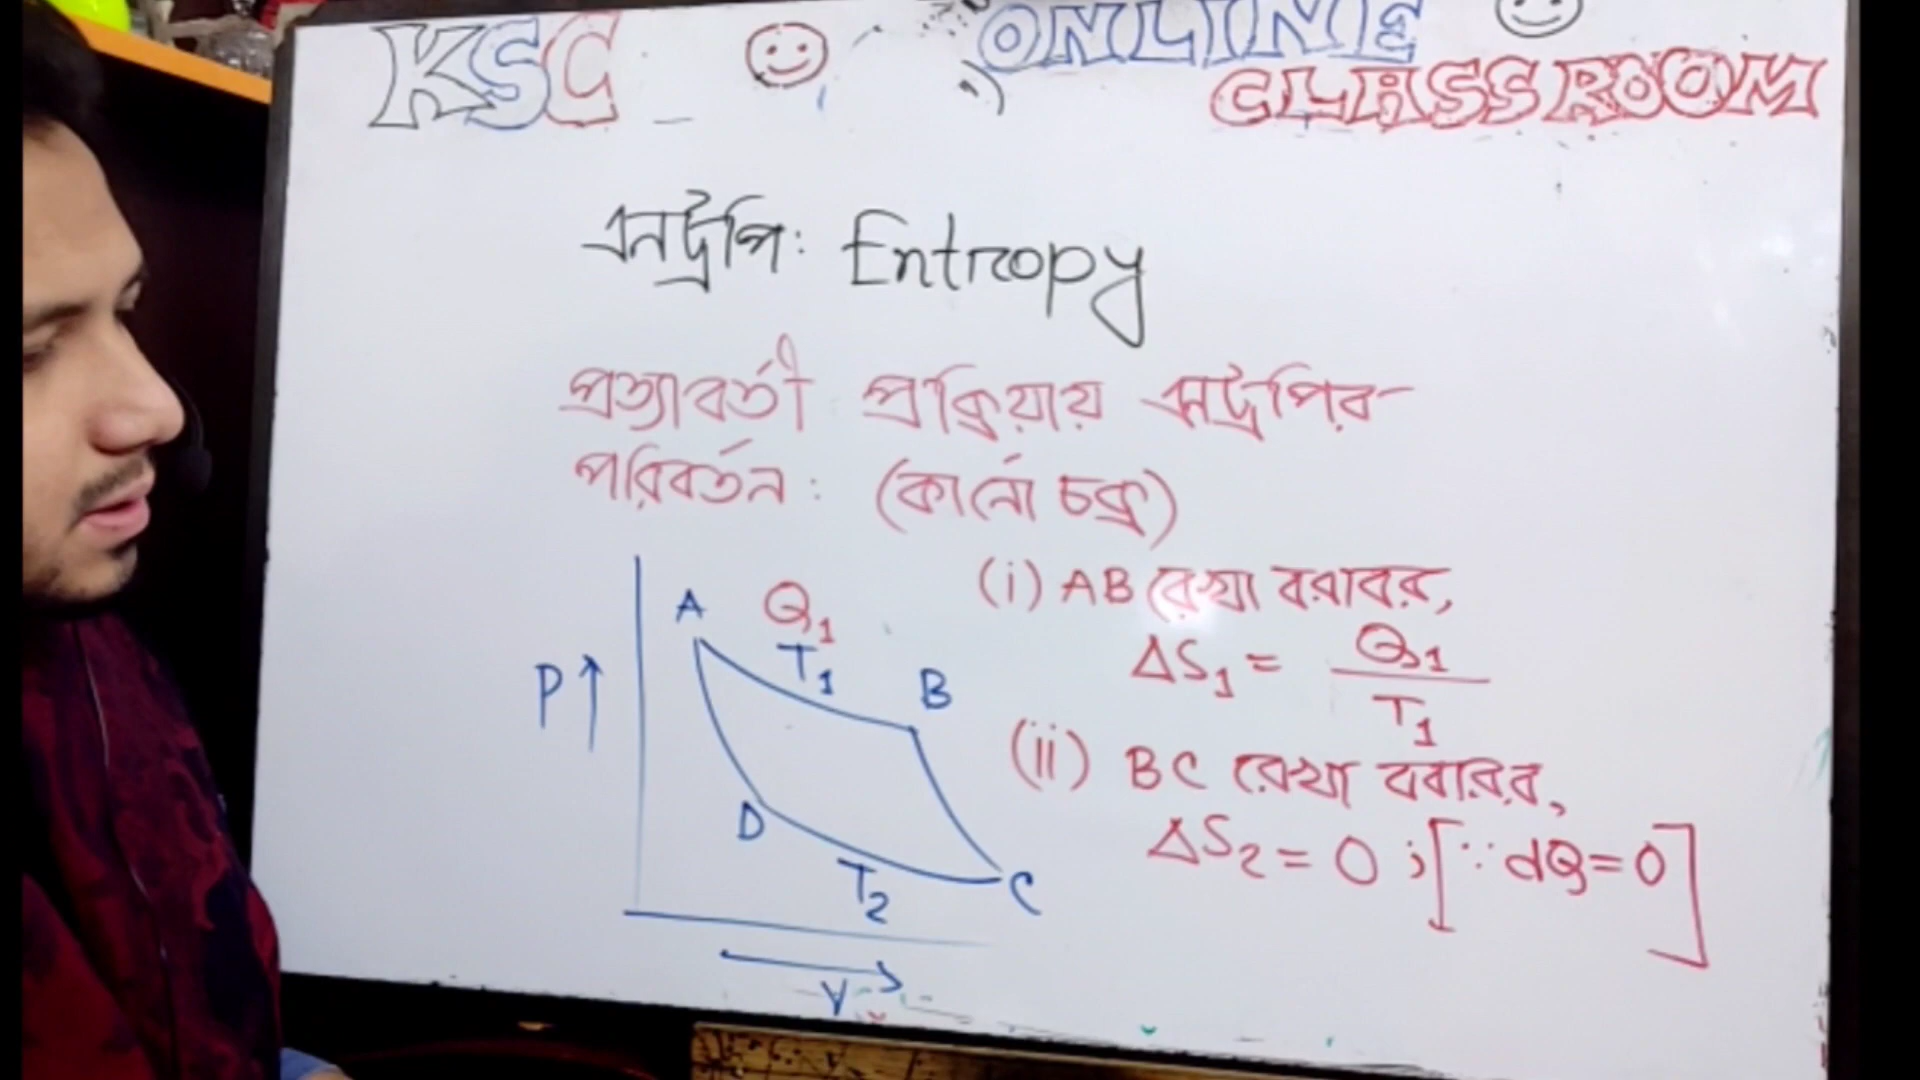 KSC ONLINE
CLASSROOM
এনট্রপি: Entropy
প্রত্যাবর্তী প্রক্রিয়ায় এনট্রপির
পরিবর্তন: (কার্নো চক্র)
A Q₁
T₁
B
P↑
D
T₂
C
V
(i) AB রেখা বরাবর,
ΔS₁ = Q₁/T₁
(ii) BC রেখা বরাবর,
ΔS₂ = 0 ; [∵ dQ = 0]